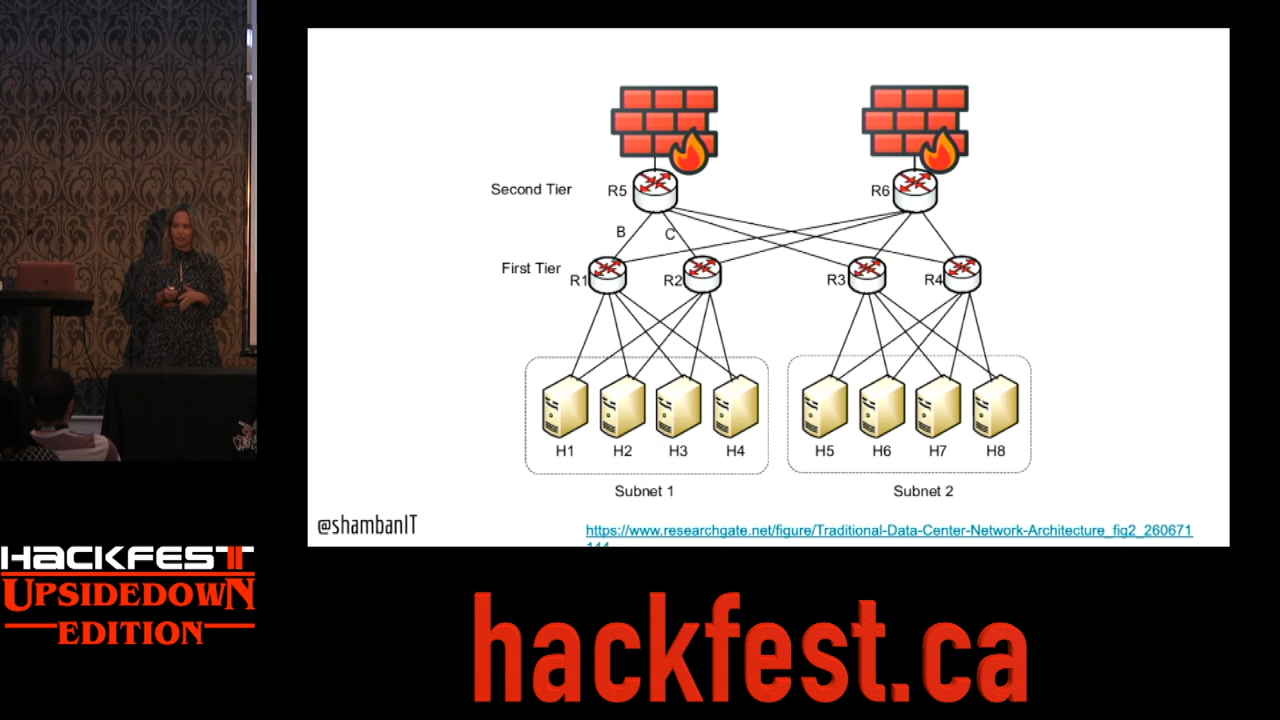 Second Tier
R5
R6
B
C
First Tier
R1
R2
R3
R4
H1
H2
H3
H4
H5
H6
H7
H8
Subnet 1
Subnet 2
@shambanIT
https://www.researchgate.net/figure/Traditional-Data-Center-Network-Architecture_fig2_260671
144
HACKFEST
UPSIDEDOWN
EDITION
hackfest.ca